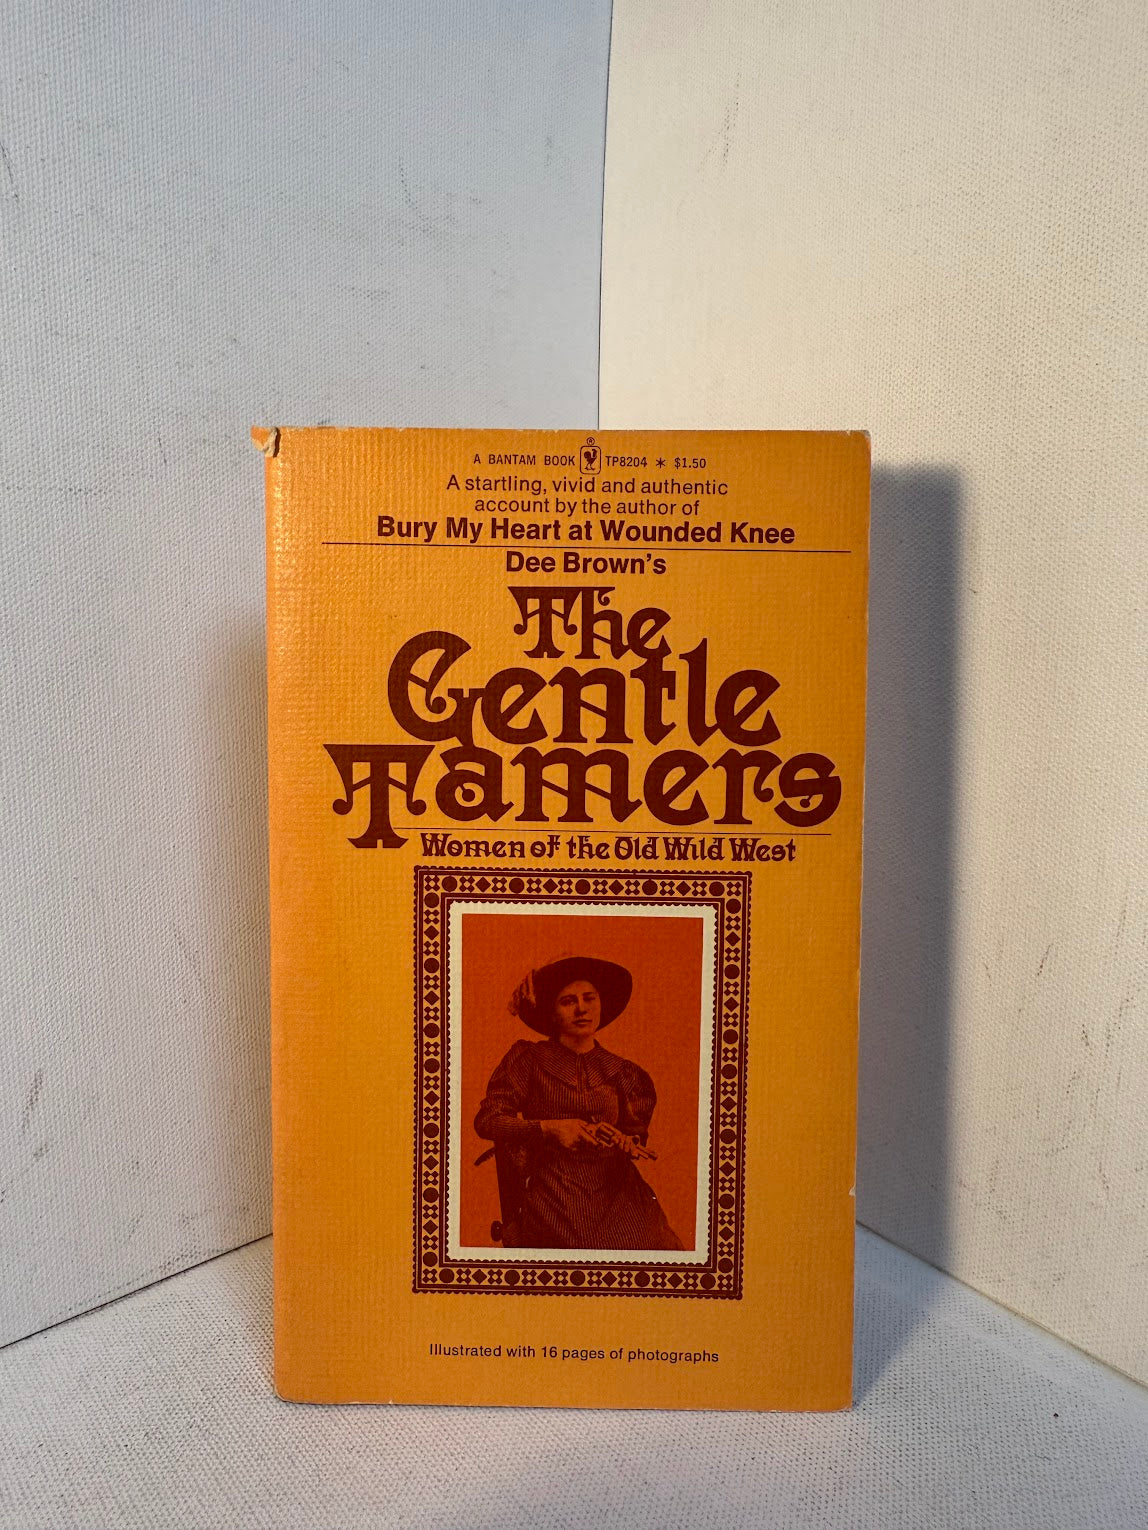 A BANTAM BOOK ® TP8204 * $1.50
A startling, vivid and authentic
account by the author of
Bury My Heart at Wounded Knee
Dee Brown's
The
Gentle
Tamers
Women of the Old Wild West
Illustrated with 16 pages of photographs